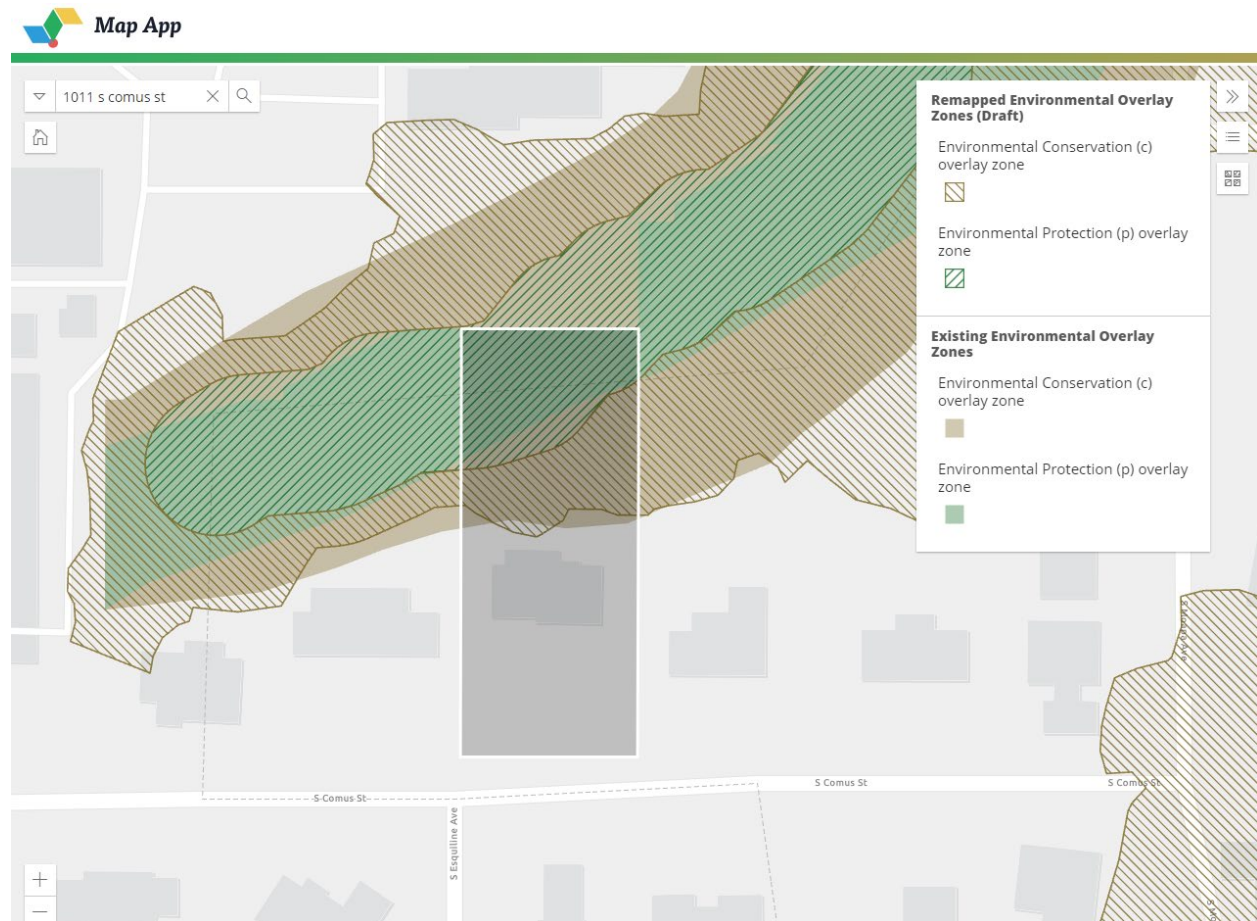 Map App
1011 s comus st
Remapped Environmental Overlay
Zones (Draft)
Environmental Conservation (c)
overlay zone
Environmental Protection (p) overlay
zone
Existing Environmental Overlay
Zones
Environmental Conservation (c)
overlay zone
Environmental Protection (p) overlay
zone
S Comus St
S Comus St
S Comus St
S Esquiline Ave